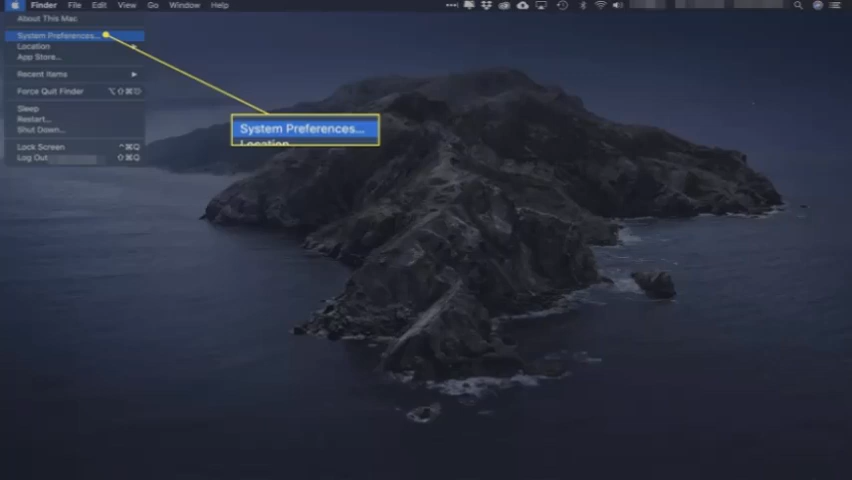 Finder File Edit View Go Window Help
About This Mac
System Preferences...
Location
App Store...
Recent Items
Force Quit Finder
Sleep
Restart...
Shut Down...
Lock Screen ^⌘Q
Log Out ⇧⌘Q
System Preferences...
Location